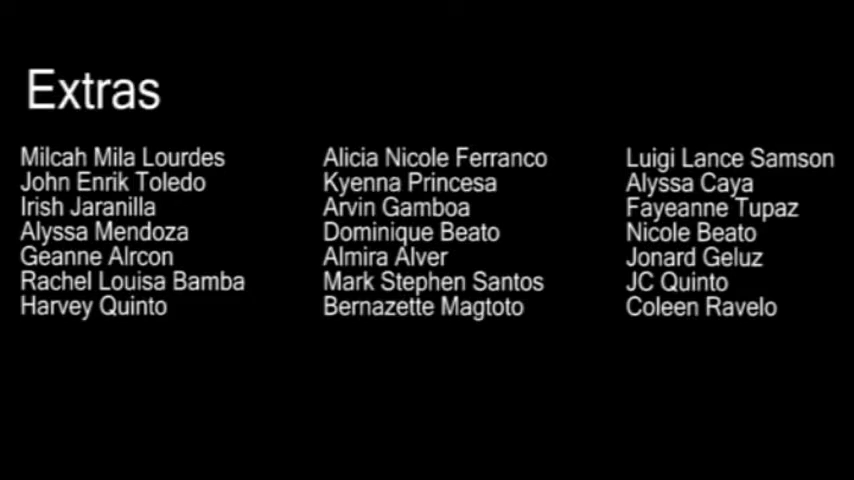 Extras
Milcah Mila Lourdes
John Enrik Toledo
Irish Jaranilla
Alyssa Mendoza
Geanne Alrcon
Rachel Louisa Bamba
Harvey Quinto
Alicia Nicole Ferranco
Kyenna Princesa
Arvin Gamboa
Dominique Beato
Almira Alver
Mark Stephen Santos
Bernazette Magtoto
Luigi Lance Samson
Alyssa Caya
Fayeanne Tupaz
Nicole Beato
Jonard Geluz
JC Quinto
Coleen Ravelo